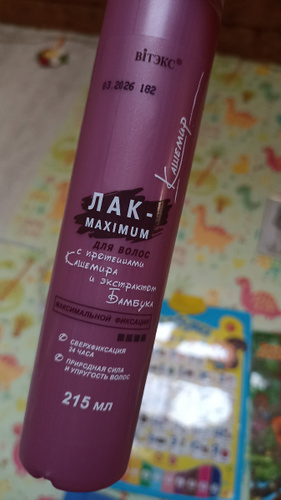 ВIТЭКС®
03.2026 182
Кашемир
ЛАК-
MAXIMUM
для волос
с протеинами
Кашемира
и экстрактом
Бамбука
МАКСИМАЛЬНОЙ ФИКСАЦИИ
СВЕРХФИКСАЦИЯ
24 ЧАСА
ПРИРОДНАЯ СИЛА
И УПРУГОСТЬ ВОЛОС
215 мл